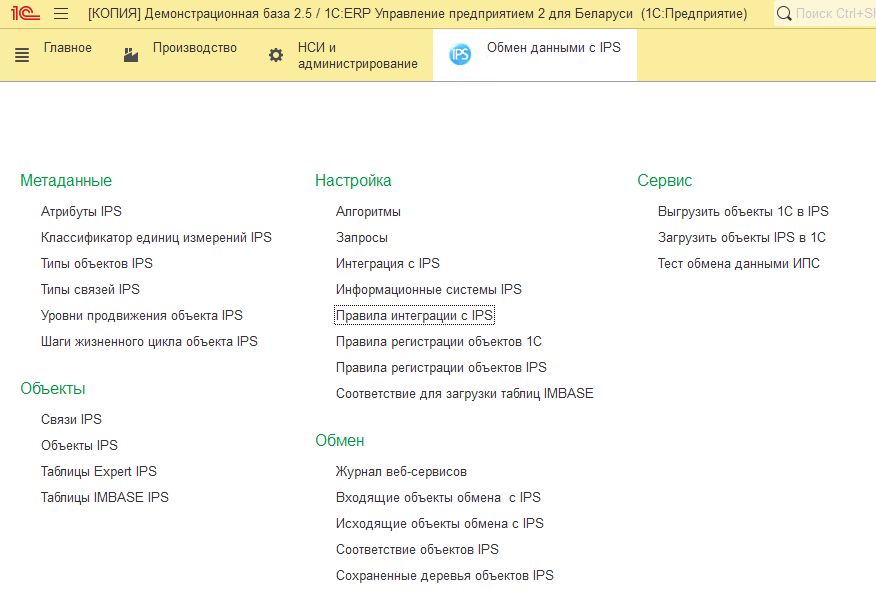 1С [КОПИЯ] Демонстрационная база 2.5 / 1С:ERP Управление предприятием 2 для Беларуси (1С:Предприятие) Поиск Ctrl+Sh
Главное
Производство
НСИ и
администрирование
IPS Обмен данными с IPS
Метаданные
Атрибуты IPS
Классификатор единиц измерений IPS
Типы объектов IPS
Типы связей IPS
Уровни продвижения объекта IPS
Шаги жизненного цикла объекта IPS
Объекты
Связи IPS
Объекты IPS
Таблицы Expert IPS
Таблицы IMBASE IPS
Настройка
Алгоритмы
Запросы
Интеграция с IPS
Информационные системы IPS
Правила интеграции с IPS
Правила регистрации объектов 1С
Правила регистрации объектов IPS
Соответствие для загрузки таблиц IMBASE
Обмен
Журнал веб-сервисов
Входящие объекты обмена  с IPS
Исходящие объекты обмена с IPS
Соответствие объектов IPS
Сохраненные деревья объектов IPS
Сервис
Выгрузить объекты 1С в IPS
Загрузить объекты IPS в 1С
Тест обмена данными ИПС